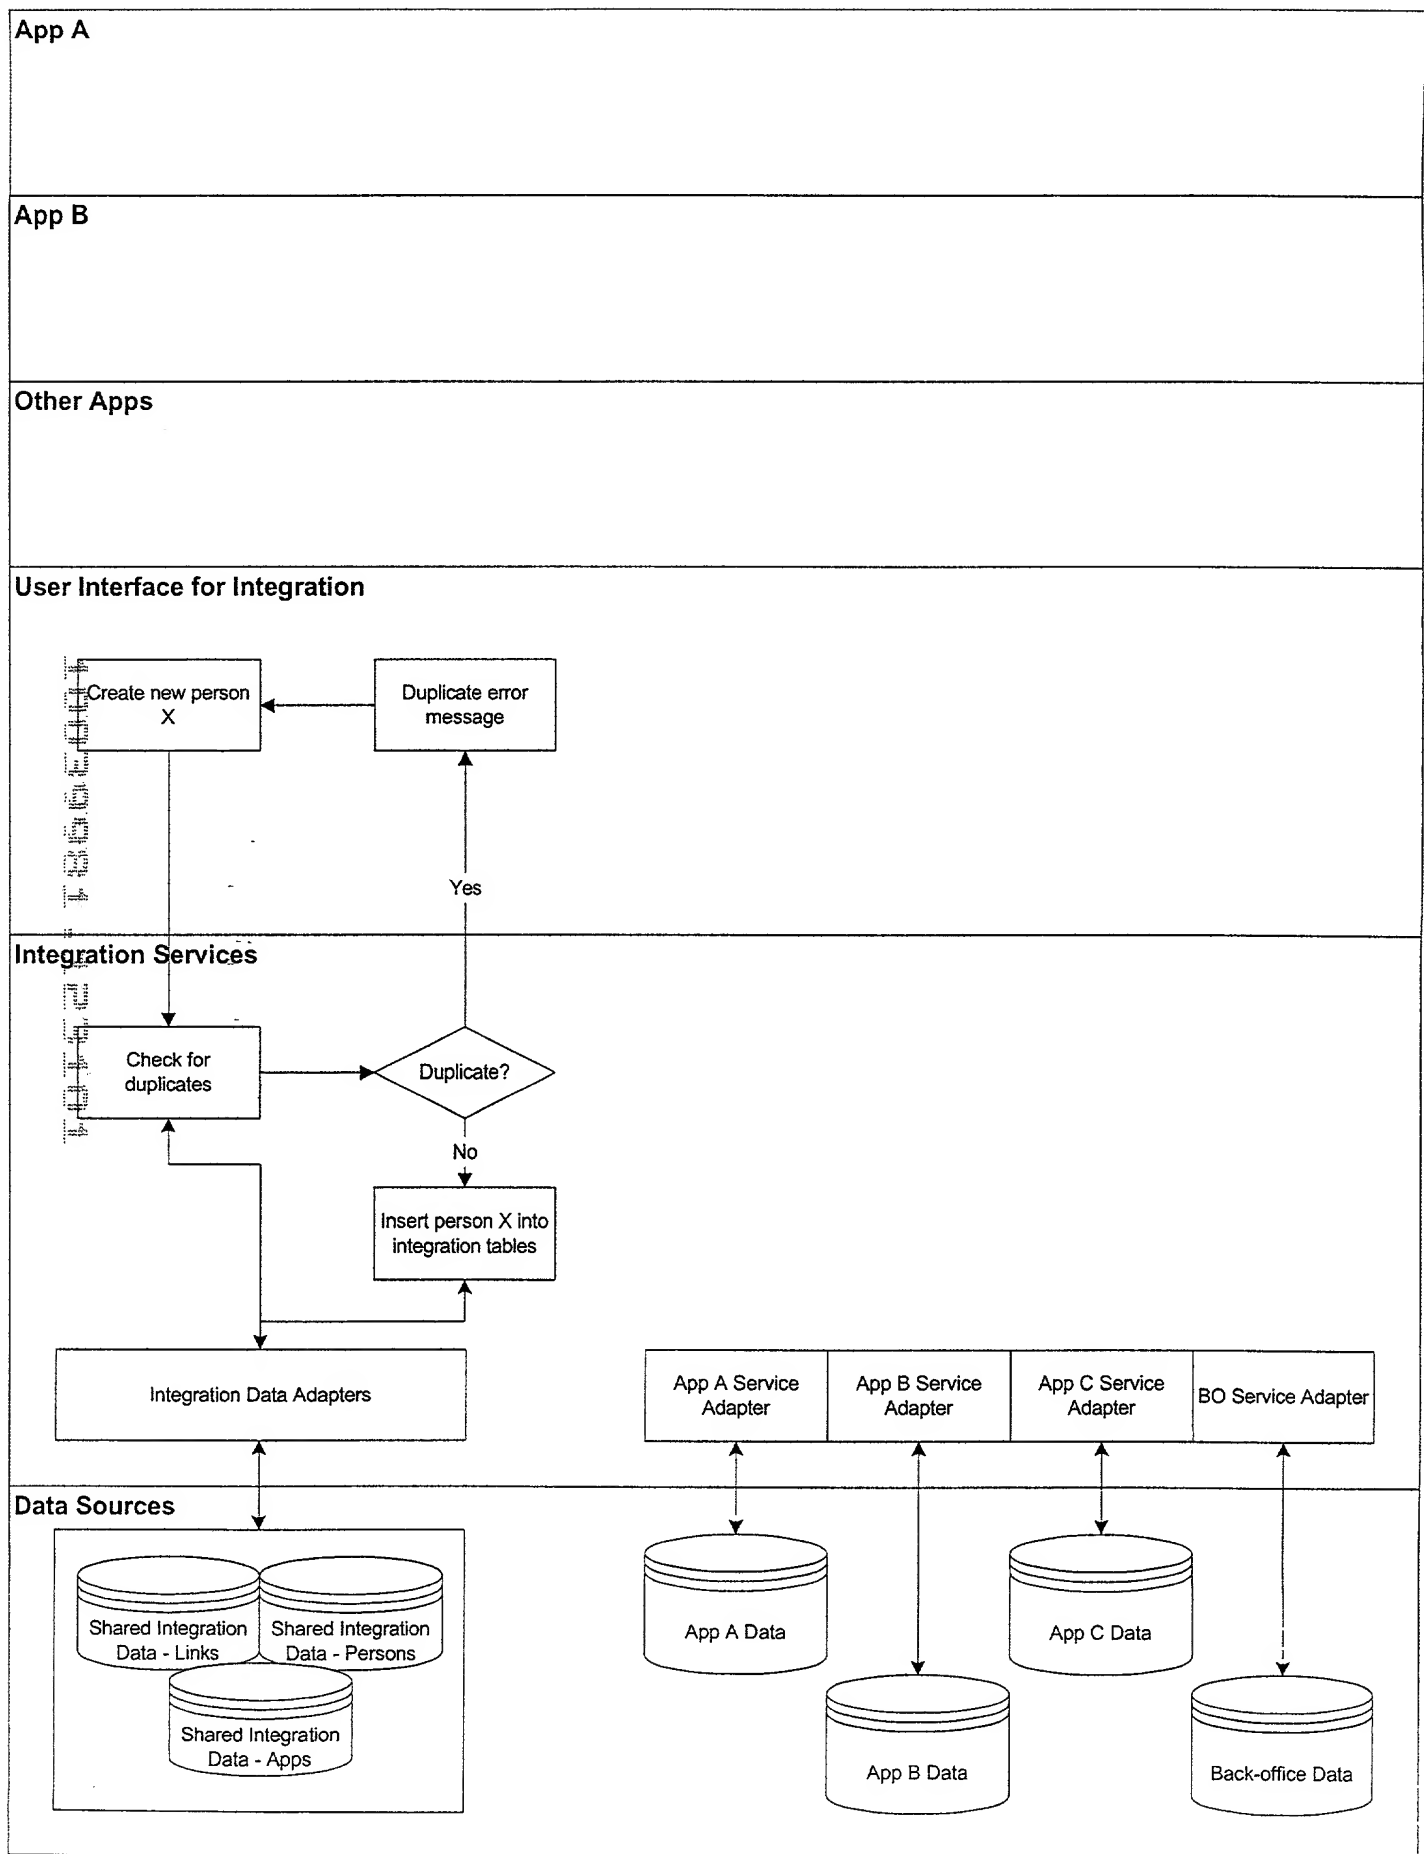 App A
App B
Other Apps
User Interface for Integration
Create new person
X
Duplicate error
message
Yes
Integration Services
Check for
duplicates
Duplicate?
No
Insert person X into
integration tables
Integration Data Adapters
App A Service
Adapter
App B Service
Adapter
App C Service
Adapter
BO Service Adapter
Data Sources
Shared Integration
Data - Links
Shared Integration
Data - Persons
Shared Integration
Data - Apps
App A Data
App B Data
App C Data
Back-office Data